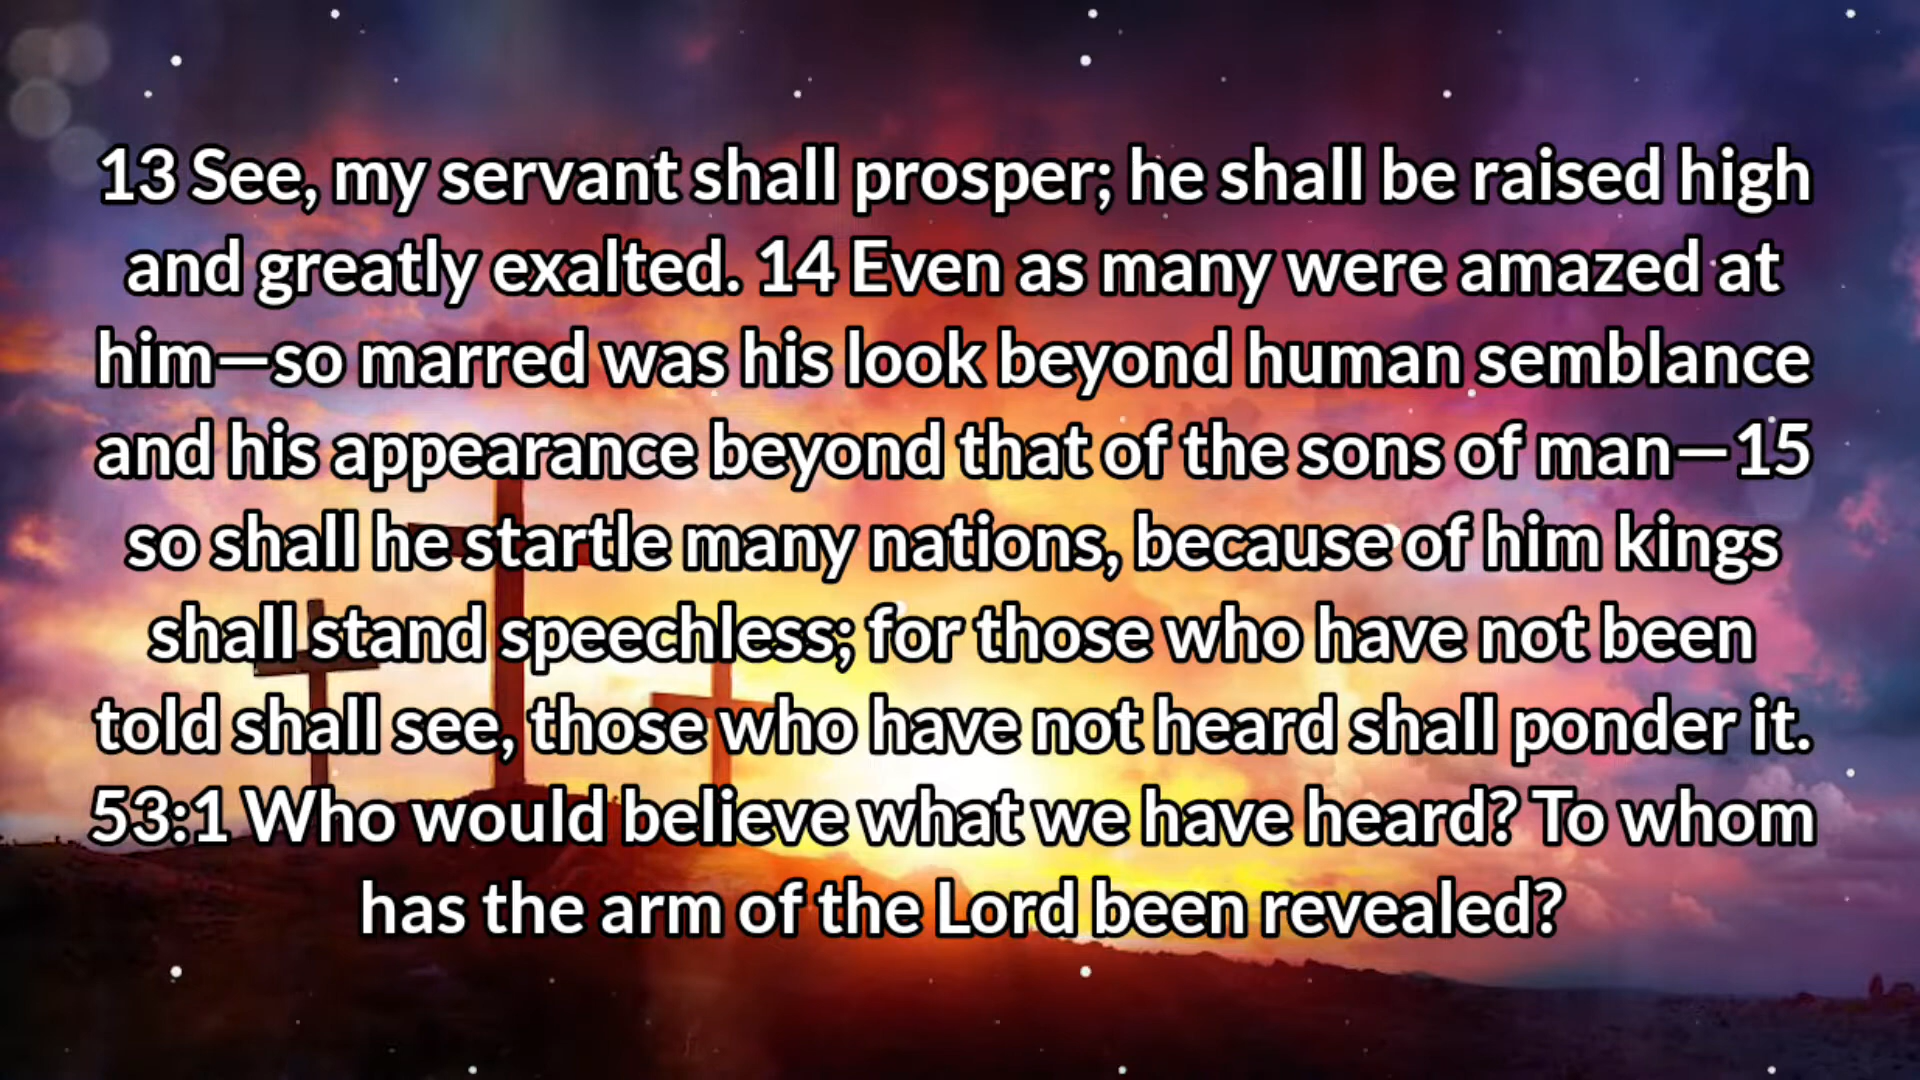 13 See, my servant shall prosper; he shall be raised high
and greatly exalted. 14 Even as many were amazed at
him—so marred was his look beyond human semblance
and his appearance beyond that of the sons of man—15
so shall he startle many nations, because of him kings
shall stand speechless; for those who have not been
told shall see, those who have not heard shall ponder it.
53:1 Who would believe what we have heard? To whom
has the arm of the Lord been revealed?